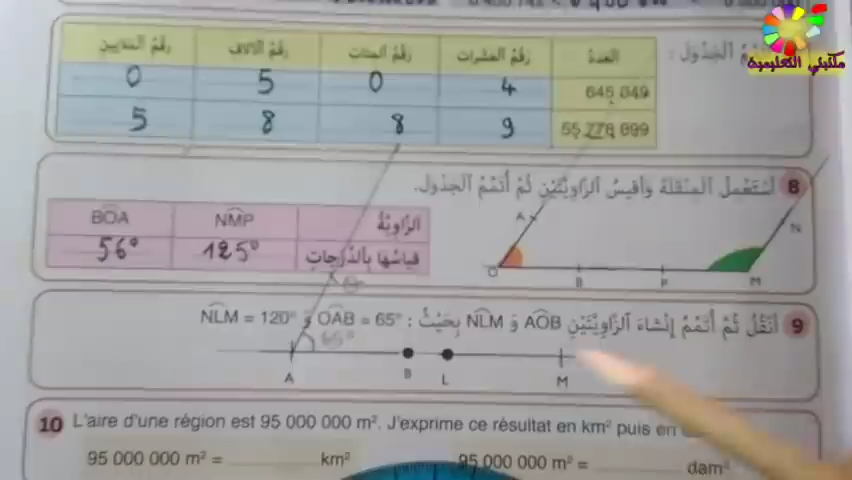 مكتبتي التعليمية
الجدول :
العدد رقم العشرات رقم المئات رقم الآلاف رقم الملايين
645 049 4 0 5 0
55 778 899 9 8 8 5
8 أستعمل المنقلة وأقيس الزاويتين ثم أتمم الجدول.
الزاوية NMP BOA
قياسها بالدرجات 125° 56°
A N
O B P M
9 أنقل ثم أتمم إنشاء الزاويتين AOB و NLM بحيث : OAB = 65° و NLM = 120°
65°
A B L M
10 L'aire d'une région est 95 000 000 m². J'exprime ce résultat en km² puis en
95 000 000 m² = km² 95 000 000 m² = dam²